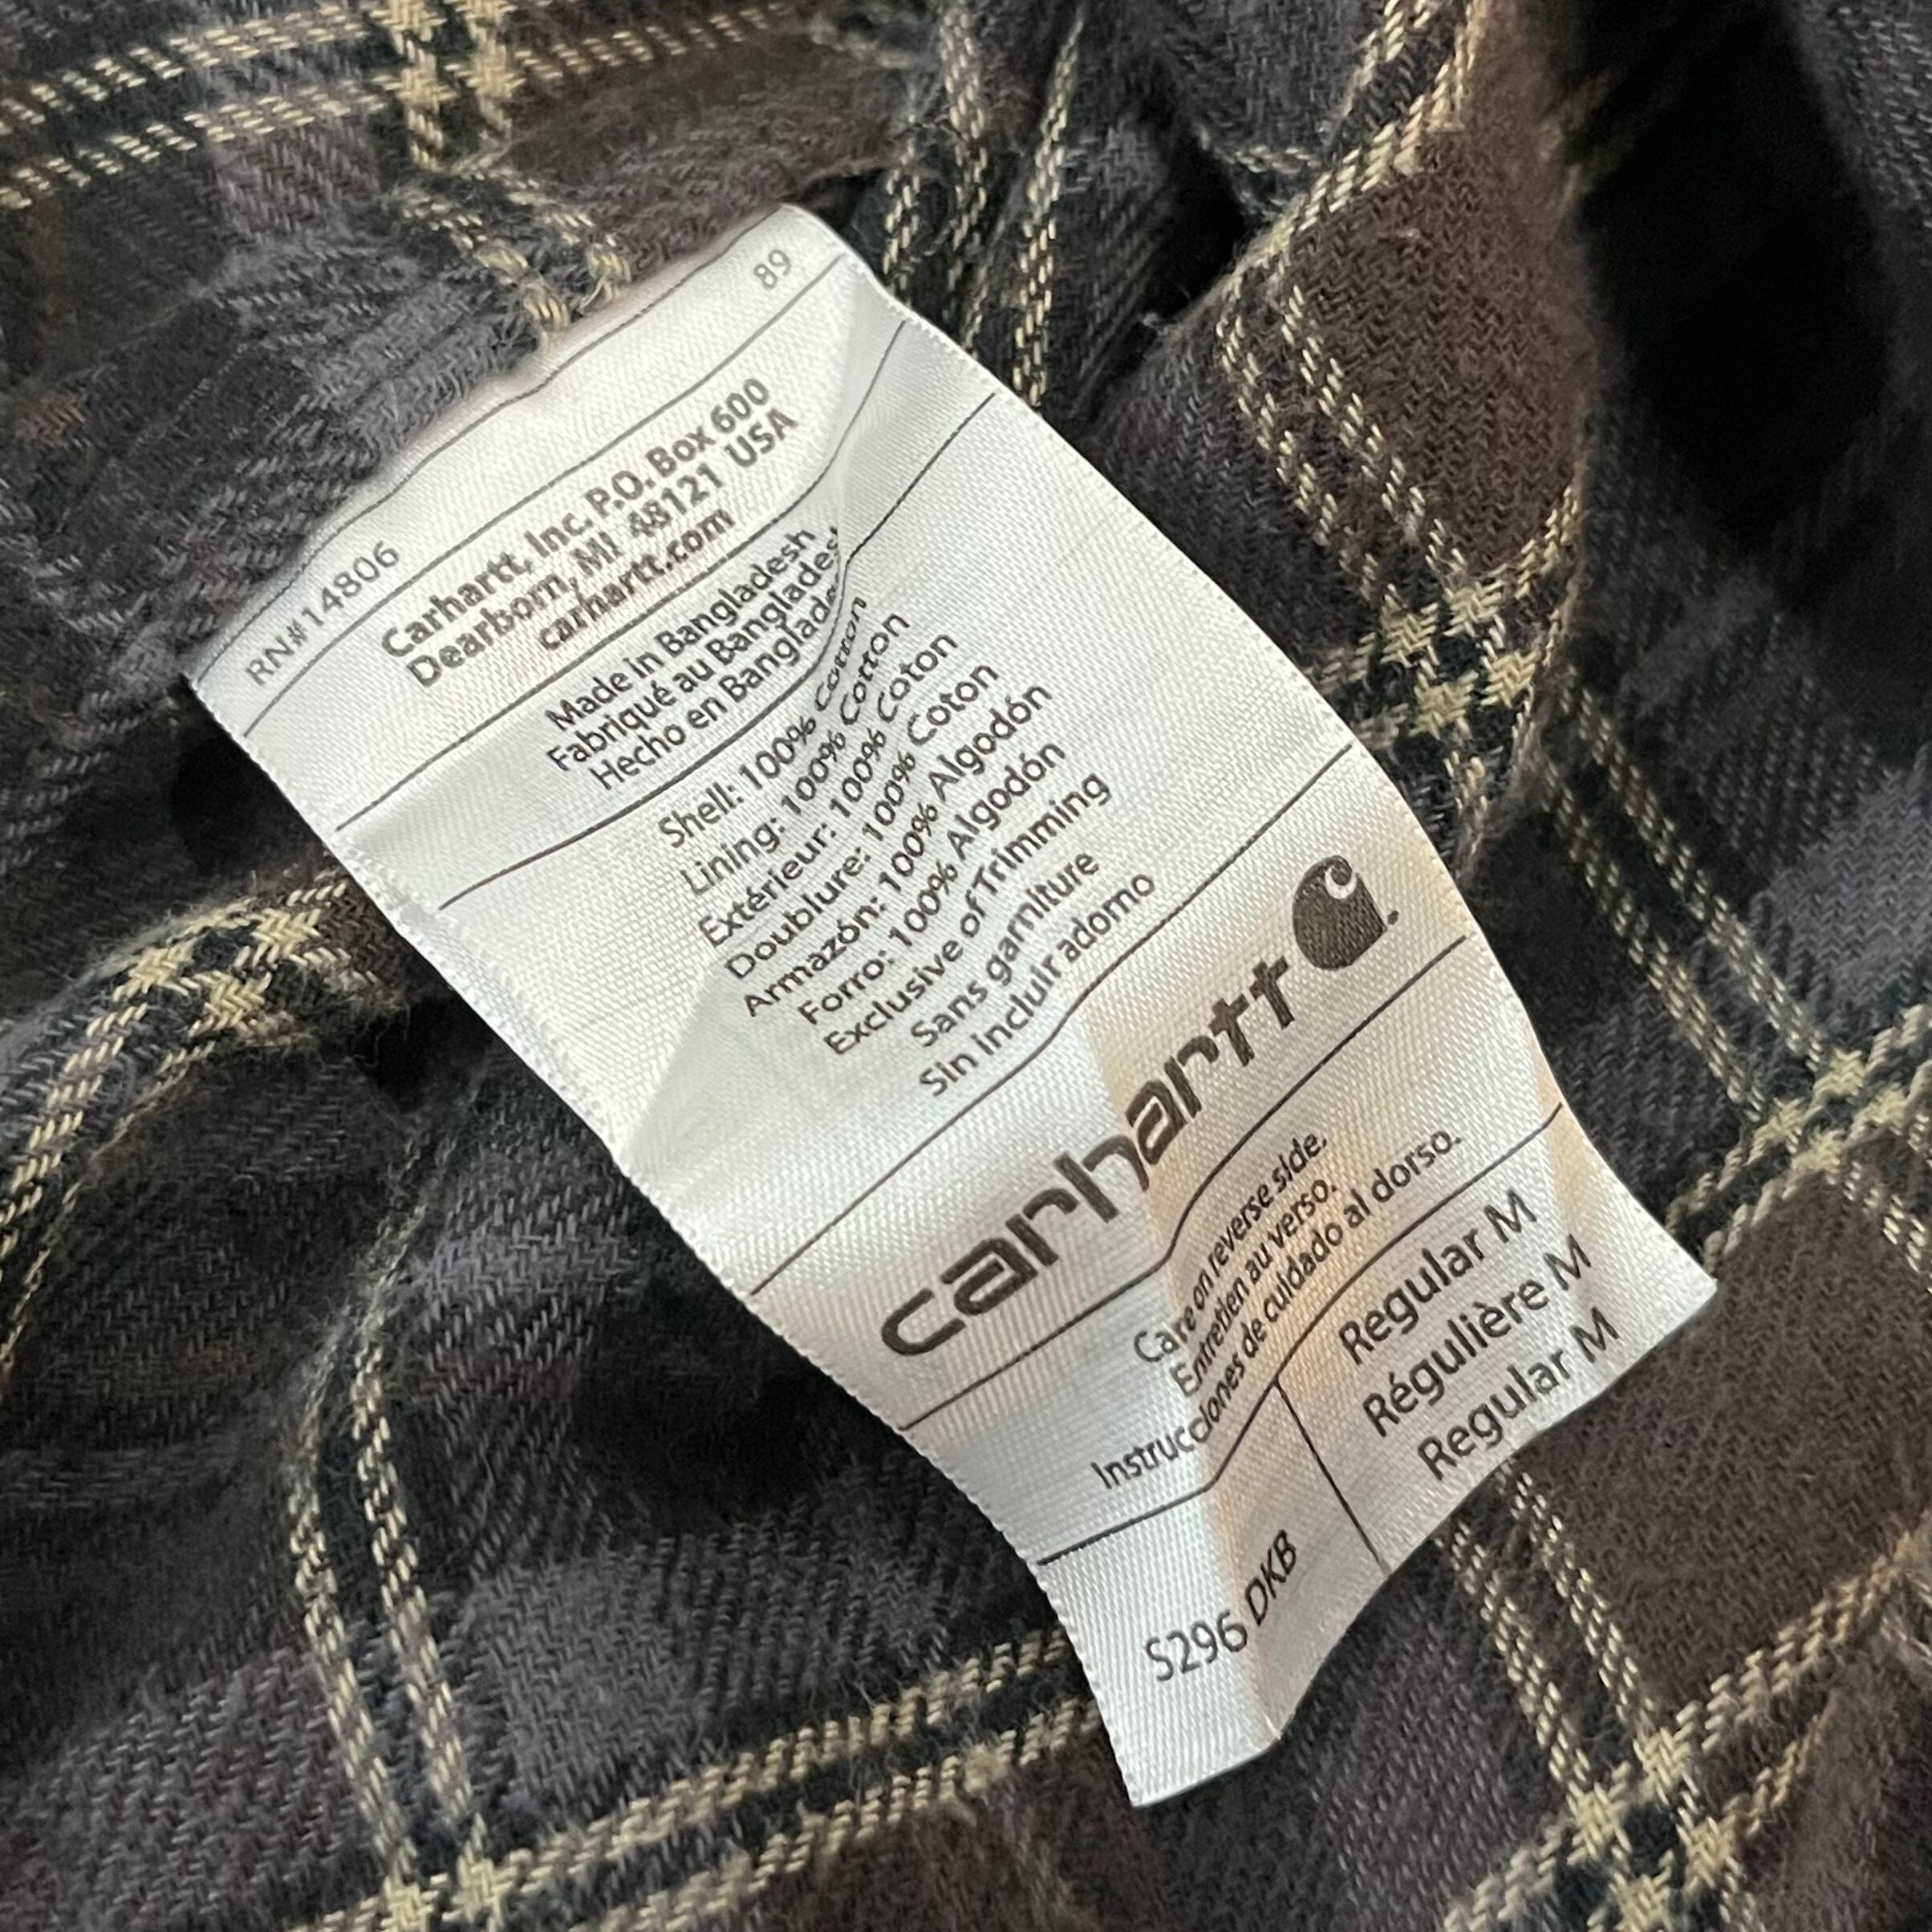 RN#14806 89
Carhartt, Inc. P.O. Box 600
Dearborn, MI 48121 USA
carhartt.com
Made in Bangladesh
Fabriqué au Banglades
Hecho en Banglades
Shell: 100% Cotton
Lining: 100% Cotton
Extérieur: 100% Coton
Doublure: 100% Coton
Armazón: 100% Algodón
Forro: 100% Algodón
Exclusive of Trimming
Sans garniture
Sin incluir adorno
carhartt
Care on reverse side.
Entretien au verso.
Instrucciones de cuidado al dorso.
S296 DKB
Regular M
Régulière M
Regular M